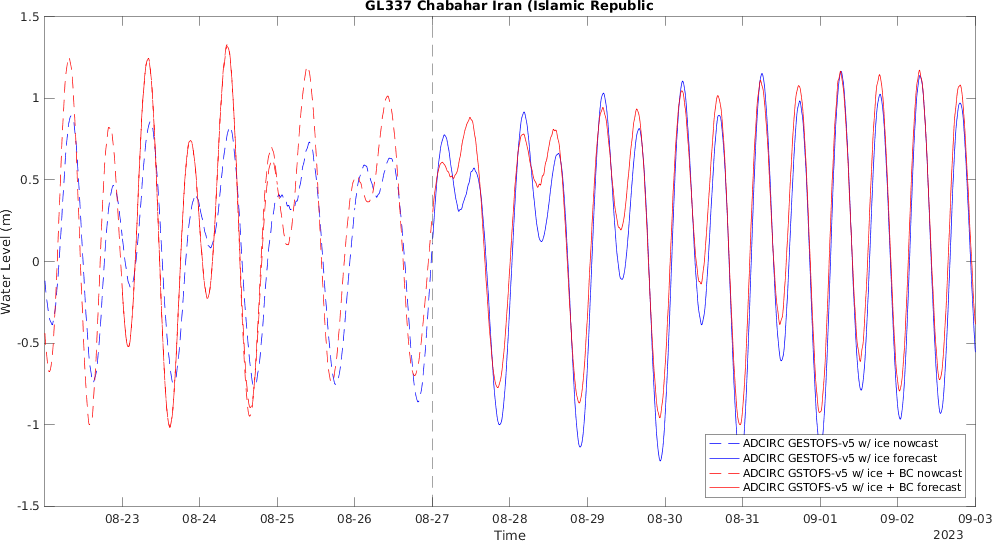 GL337 Chabahar Iran (Islamic Republic
1.5
1
0.5
0
-0.5
-1
-1.5
Water Level (m)
08-23 08-24 08-25 08-26 08-27 08-28 08-29 08-30 08-31 09-01 09-02 09-03
Time
2023
ADCIRC GESTOFS-v5 w/ ice nowcast
ADCIRC GESTOFS-v5 w/ ice forecast
ADCIRC GSTOFS-v5 w/ ice + BC nowcast
ADCIRC GSTOFS-v5 w/ ice + BC forecast